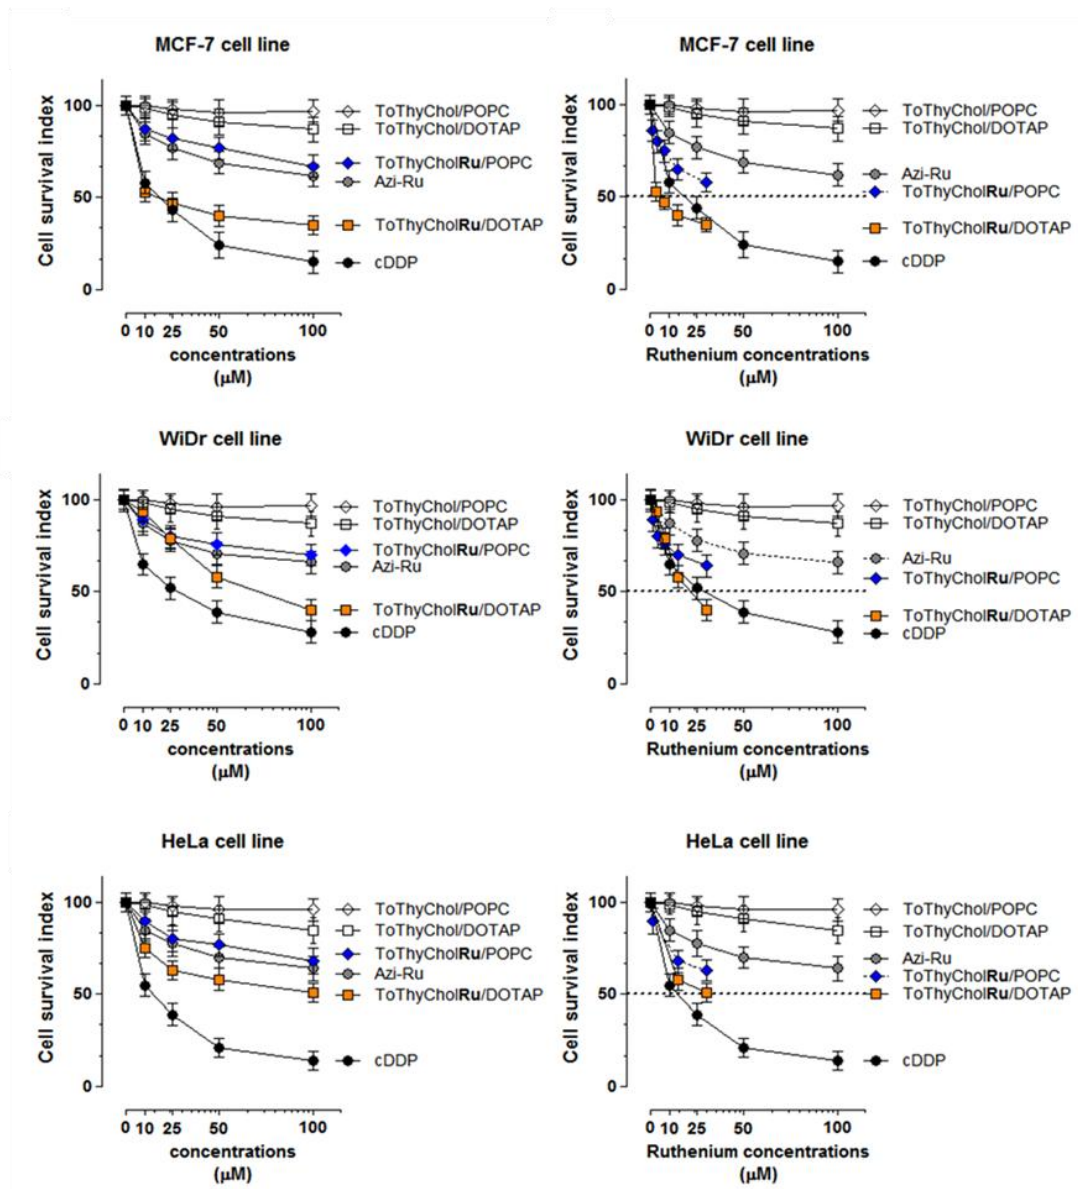 MCF-7 cell line
Cell survival index
100
50
0
ToThyChol/POPC
ToThyChol/DOTAP
ToThyCholRu/POPC
Azi-Ru
ToThyCholRu/DOTAP
cDDP
0 10 25 50 100
concentrations
(µM)
MCF-7 cell line
Cell survival index
100
50
0
ToThyChol/POPC
ToThyChol/DOTAP
Azi-Ru
ToThyCholRu/POPC
ToThyCholRu/DOTAP
cDDP
0 10 25 50 100
Ruthenium concentrations
(µM)
WiDr cell line
Cell survival index
100
50
0
ToThyChol/POPC
ToThyChol/DOTAP
ToThyCholRu/POPC
Azi-Ru
ToThyCholRu/DOTAP
cDDP
0 10 25 50 100
concentrations
(µM)
WiDr cell line
Cell survival index
100
50
0
ToThyChol/POPC
ToThyChol/DOTAP
Azi-Ru
ToThyCholRu/POPC
ToThyCholRu/DOTAP
cDDP
0 10 25 50 100
Ruthenium concentrations
(µM)
HeLa cell line
Cell survival index
100
50
0
ToThyChol/POPC
ToThyChol/DOTAP
ToThyCholRu/POPC
Azi-Ru
ToThyCholRu/DOTAP
cDDP
0 10 25 50 100
concentrations
(µM)
HeLa cell line
Cell survival index
100
50
0
ToThyChol/POPC
ToThyChol/DOTAP
Azi-Ru
ToThyCholRu/POPC
ToThyCholRu/DOTAP
cDDP
0 10 25 50 100
Ruthenium concentrations
(µM)